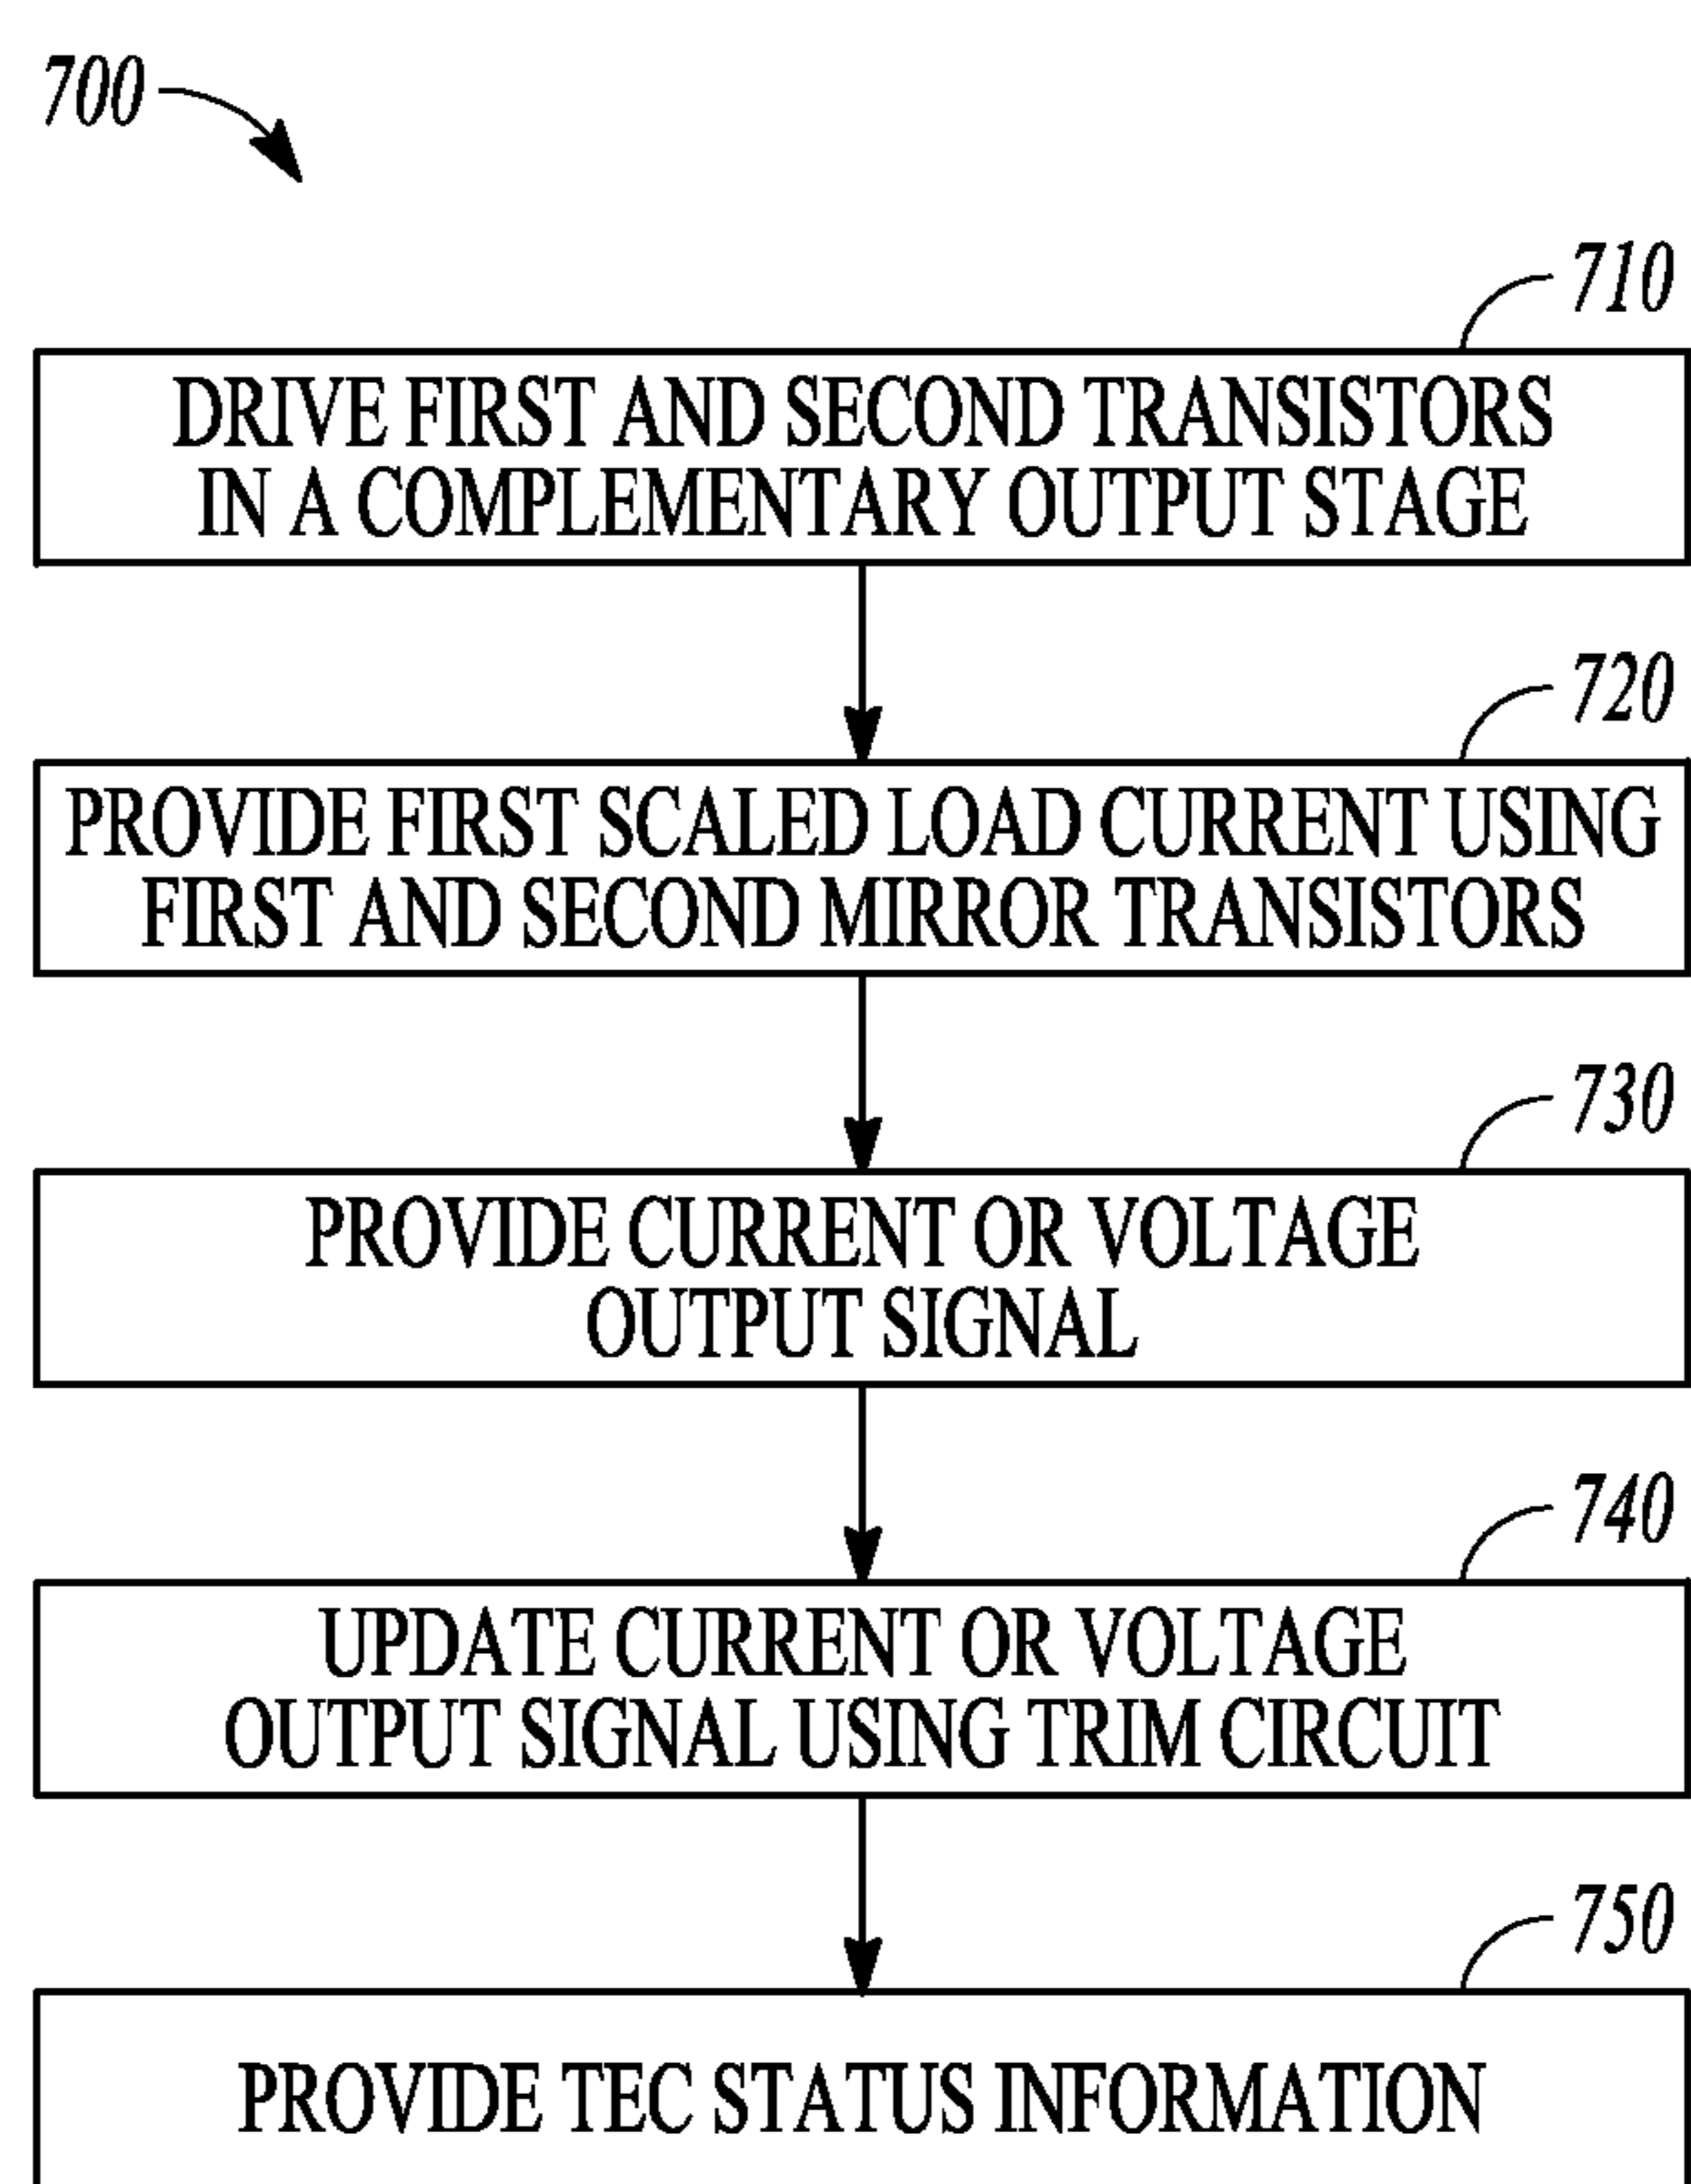 700
710
DRIVE FIRST AND SECOND TRANSISTORS
IN A COMPLEMENTARY OUTPUT STAGE
720
PROVIDE FIRST SCALED LOAD CURRENT USING
FIRST AND SECOND MIRROR TRANSISTORS
730
PROVIDE CURRENT OR VOLTAGE
OUTPUT SIGNAL
740
UPDATE CURRENT OR VOLTAGE
OUTPUT SIGNAL USING TRIM CIRCUIT
750
PROVIDE TEC STATUS INFORMATION